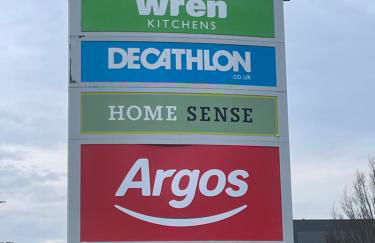 wren
KITCHENS
DECATHLON
.co.uk
HOME SENSE
Argos